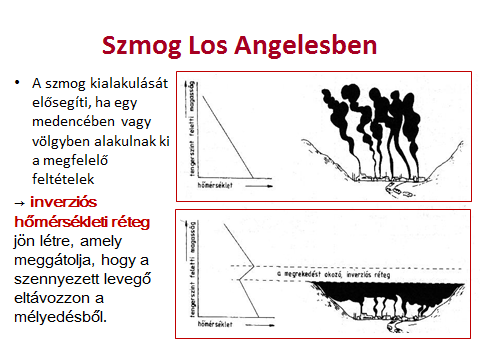 Szmog Los Angelesben
• A szmog kialakulását
elősegíti, ha egy
medencében vagy
völgyben alakulnak ki
a megfelelő
feltételek
→ inverziós
hőmérsékleti réteg
jön létre, amely
meggátolja, hogy a
szennyezett levegő
eltávozzon a
mélyedésből.
tengerszint feletti magasság
hőmérséklet
tengerszint feletti magasság
hőmérséklet
a megrekedést okozó, inverziós réteg